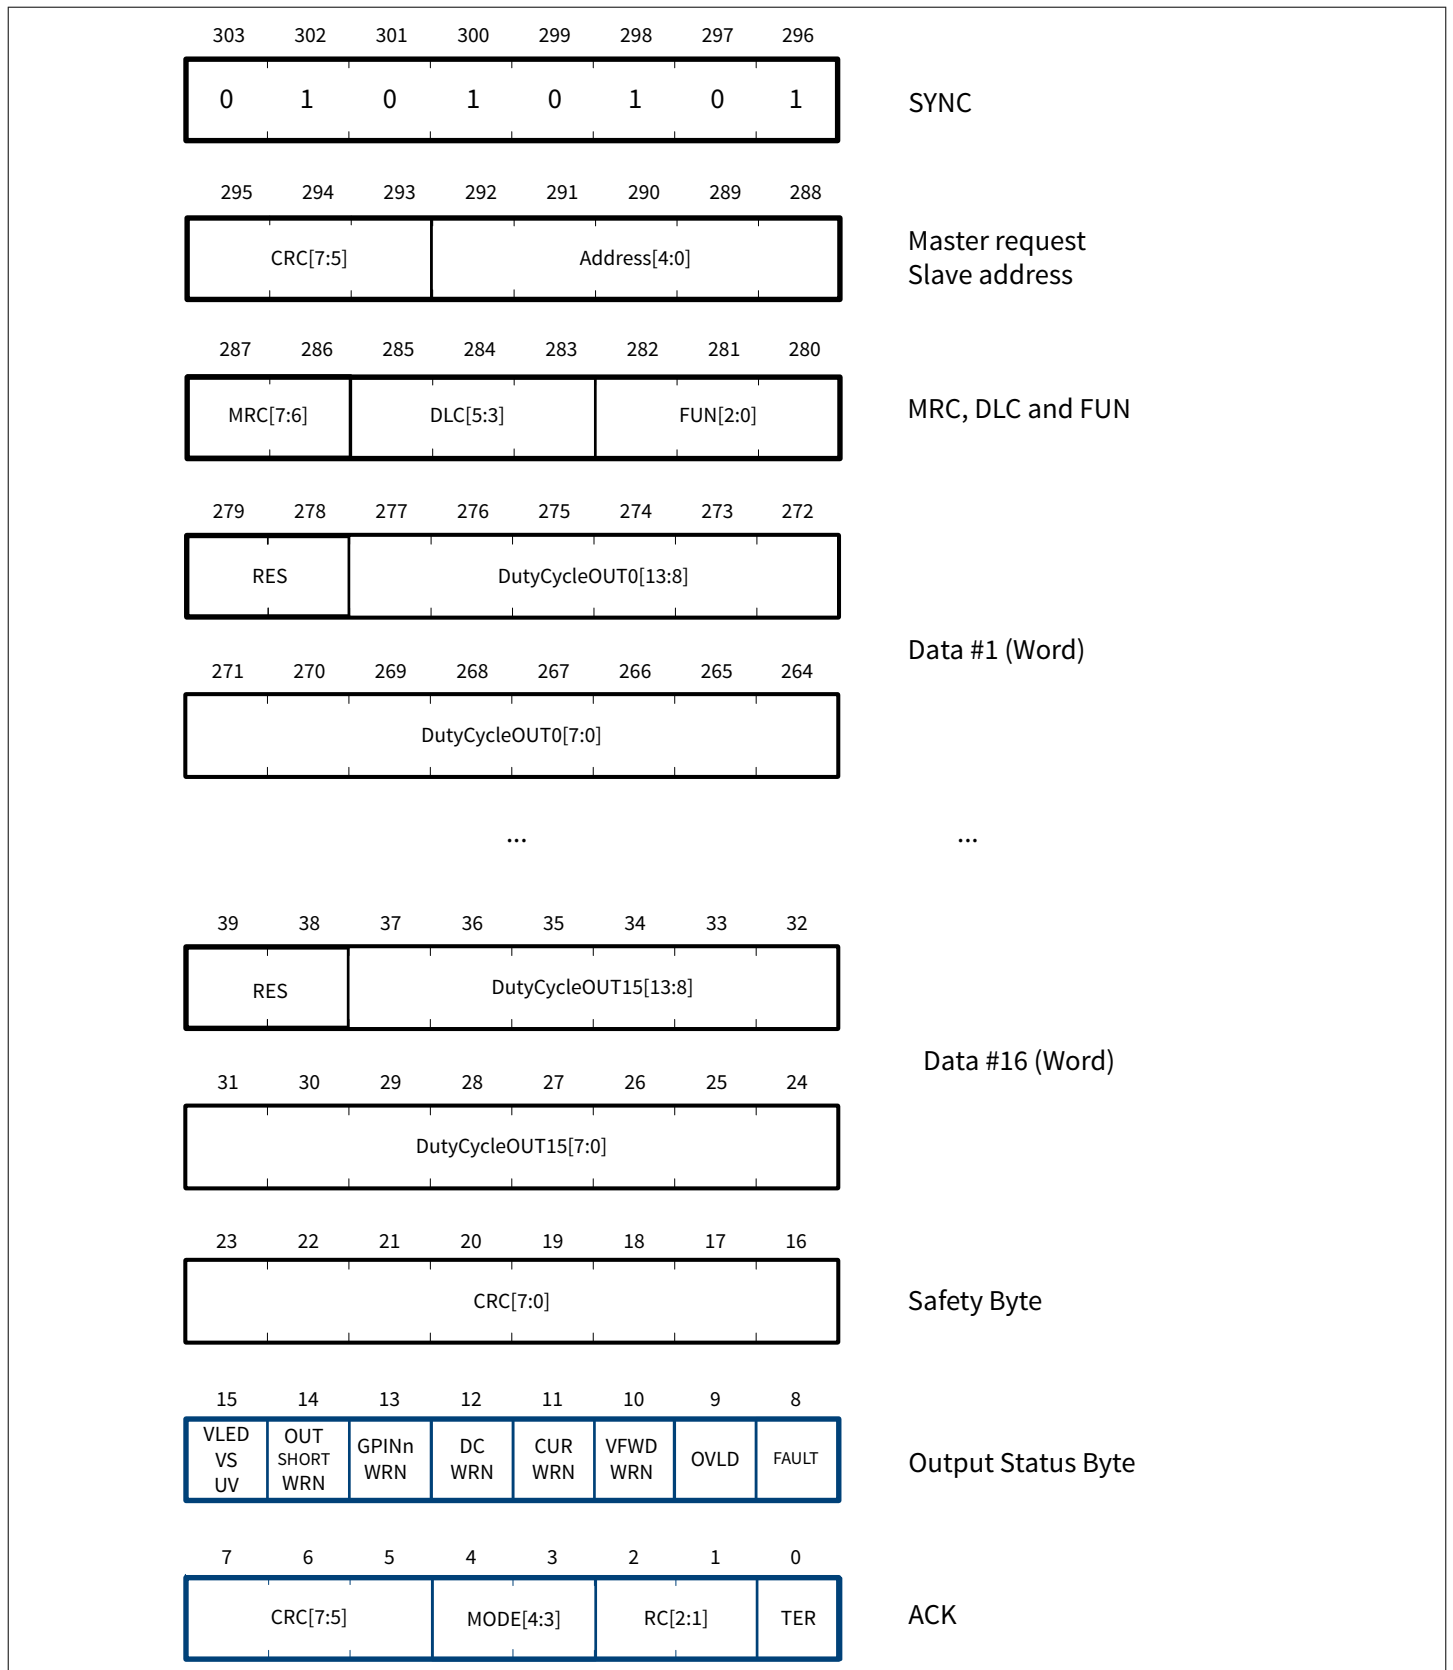 303 302 301 300 299 298 297 296
0 1 0 1 0 1 0 1
SYNC
295 294 293 292 291 290 289 288
CRC[7:5] Address[4:0]
Master request
Slave address
287 286 285 284 283 282 281 280
MRC[7:6] DLC[5:3] FUN[2:0]
MRC, DLC and FUN
279 278 277 276 275 274 273 272
RES DutyCycleOUT0[13:8]
Data #1 (Word)
271 270 269 268 267 266 265 264
DutyCycleOUT0[7:0]
... ...
39 38 37 36 35 34 33 32
RES DutyCycleOUT15[13:8]
Data #16 (Word)
31 30 29 28 27 26 25 24
DutyCycleOUT15[7:0]
23 22 21 20 19 18 17 16
CRC[7:0]
Safety Byte
15 14 13 12 11 10 9 8
VLED
VS
UV
OUT
SHORT
WRN
GPINn
WRN
DC
WRN
CUR
WRN
VFWD
WRN
OVLD
FAULT
Output Status Byte
7 6 5 4 3 2 1 0
CRC[7:5] MODE[4:3] RC[2:1] TER
ACK